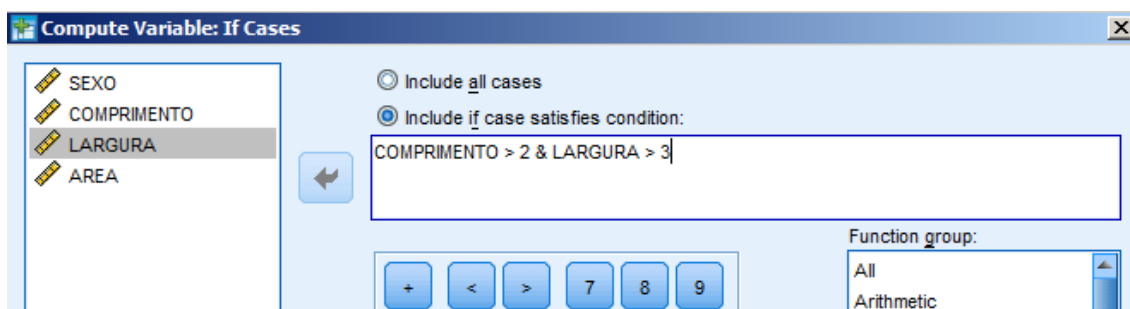 Compute Variable: If Cases
SEXO
COMPRIMENTO
LARGURA
AREA
Include all cases
Include if case satisfies condition:
COMPRIMENTO > 2 & LARGURA > 3
Function group:
All
Arithmetic
+ < > 7 8 9